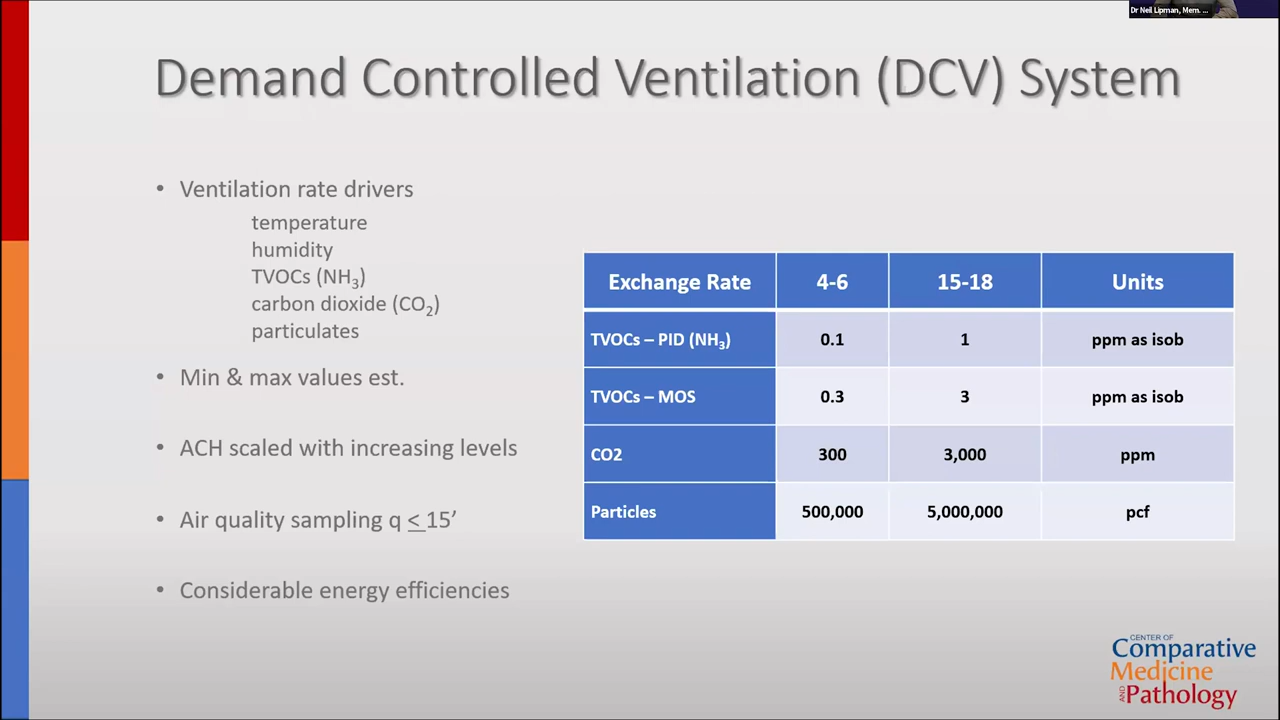 Dr Neil Lipman, Mem. ...
Demand Controlled Ventilation (DCV) System
• Ventilation rate drivers
temperature
humidity
TVOCs (NH₃)
carbon dioxide (CO₂)
particulates
• Min & max values est.
• ACH scaled with increasing levels
• Air quality sampling q < 15’
• Considerable energy efficiencies
Exchange Rate 4-6 15-18 Units
TVOCs – PID (NH₃) 0.1 1 ppm as isob
TVOCs – MOS 0.3 3 ppm as isob
CO2 300 3,000 ppm
Particles 500,000 5,000,000 pcf
CENTER OF
Comparative
Medicine
AND Pathology